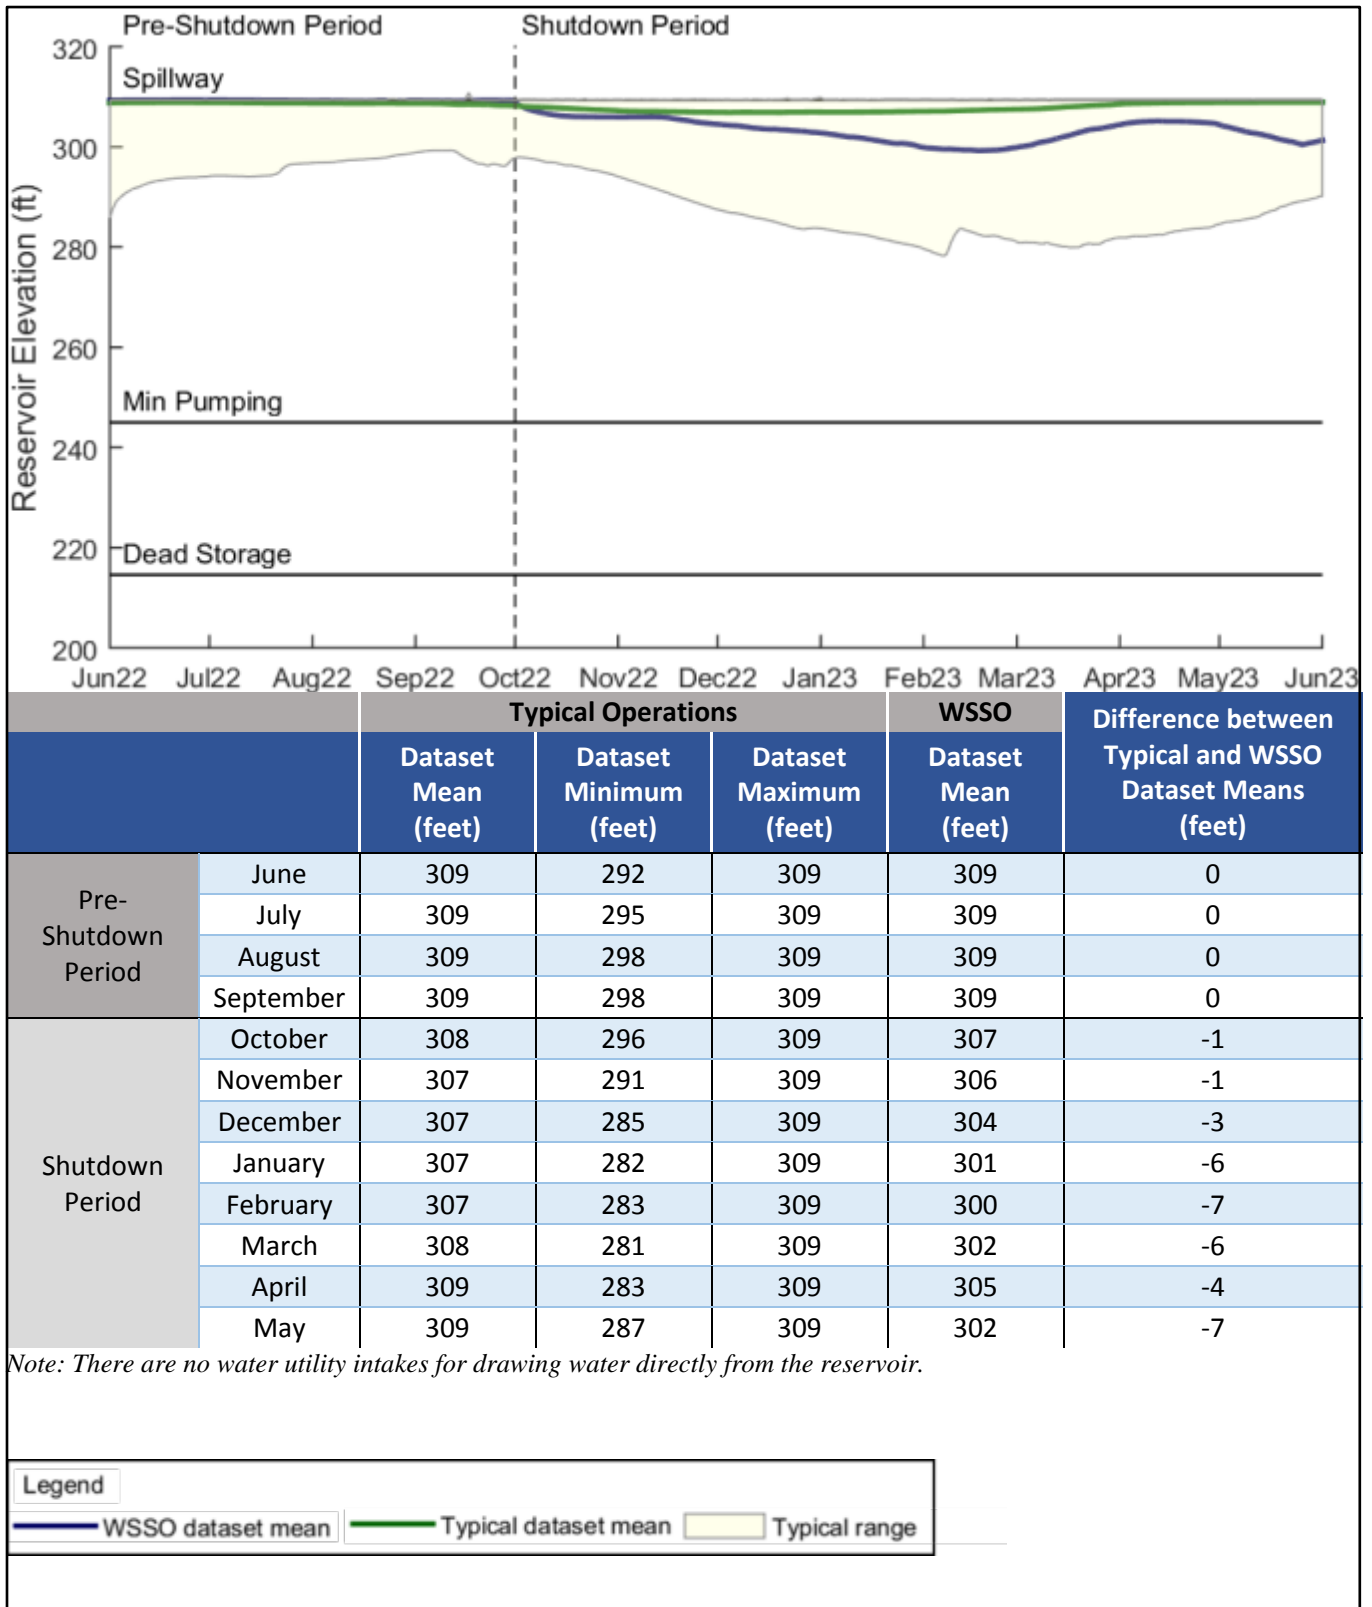 Pre-Shutdown Period Shutdown Period
320
Spillway
300
280
260
Min Pumping
240
220
Dead Storage
200
Reservoir Elevation (ft)
Jun22 Jul22 Aug22 Sep22 Oct22 Nov22 Dec22 Jan23 Feb23 Mar23 Apr23 May23 Jun23
Typical Operations WSSO
Difference between
Typical and WSSO
Dataset Means
(feet)
Dataset Dataset Dataset Dataset
Mean Minimum Maximum Mean
(feet) (feet) (feet) (feet)
Pre-
Shutdown
Period
June 309 292 309 309 0
July 309 295 309 309 0
August 309 298 309 309 0
September 309 298 309 309 0
Shutdown
Period
October 308 296 309 307 -1
November 307 291 309 306 -1
December 307 285 309 304 -3
January 307 282 309 301 -6
February 307 283 309 300 -7
March 308 281 309 302 -6
April 309 283 309 305 -4
May 309 287 309 302 -7
Note: There are no water utility intakes for drawing water directly from the reservoir.
Legend
WSSO dataset mean Typical dataset mean Typical range